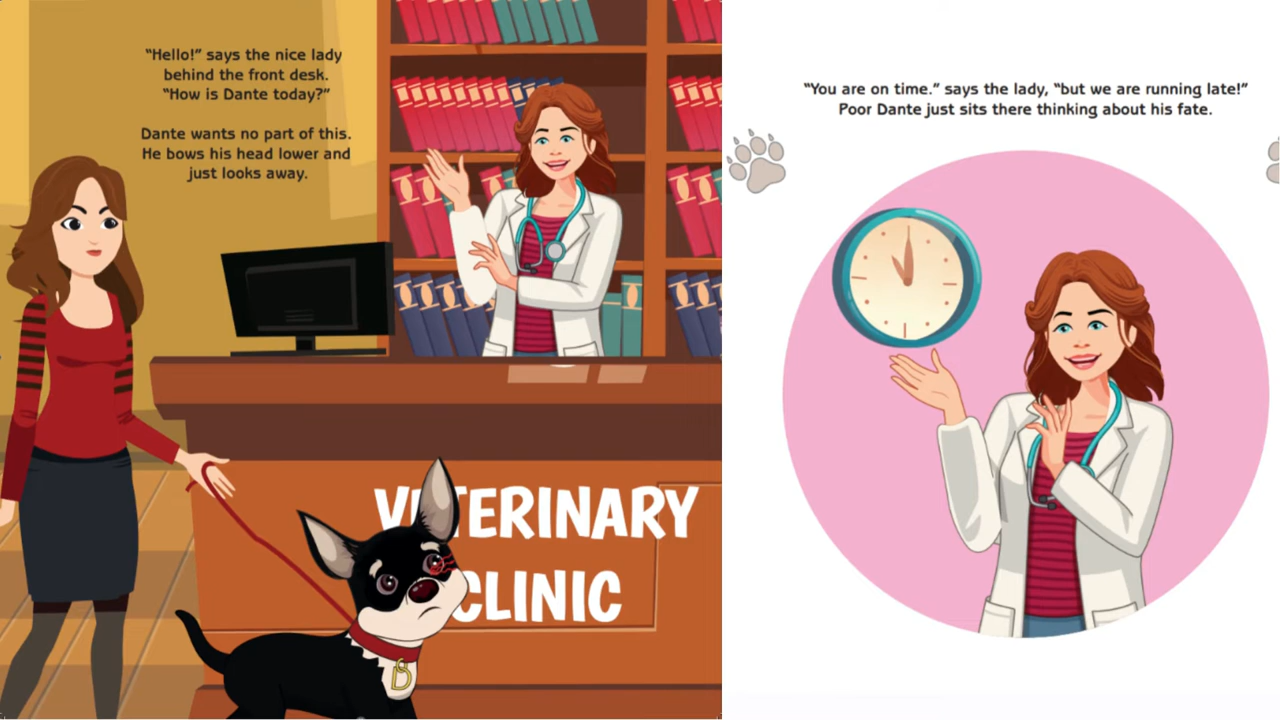 “Hello!” says the nice lady
behind the front desk.
“How is Dante today?”
Dante wants no part of this.
He bows his head lower and
just looks away.
VETERINARY
CLINIC
D
“You are on time.” says the lady, “but we are running late!”
Poor Dante just sits there thinking about his fate.